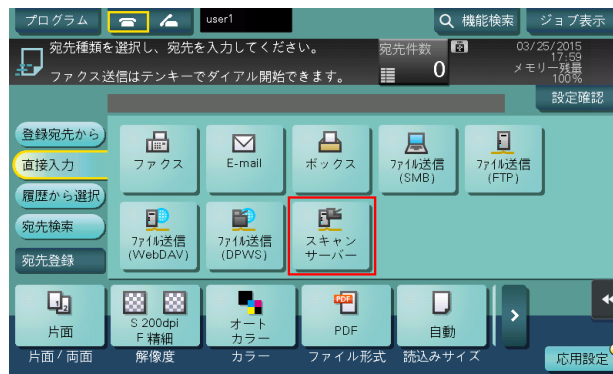 プログラム
user1
機能検索
ジョブ表示
宛先種類を選択し、宛先を入力してください。
ファクス送信はテンキーでダイアル開始できます。
宛先件数
0
03/25/2015
17:59
メモリー残量
100%
設定確認
登録宛先から
直接入力
履歴から選択
宛先検索
宛先登録
ファクス
E-mail
ボックス
ファイル送信
(SMB)
ファイル送信
(FTP)
ファイル送信
(WebDAV)
ファイル送信
(DPWS)
スキャン
サーバー
片面
S 200dpi
F 精細
オート
カラー
PDF
PDF
自動
片面/両面
解像度
カラー
ファイル形式
読込みサイズ
応用設定